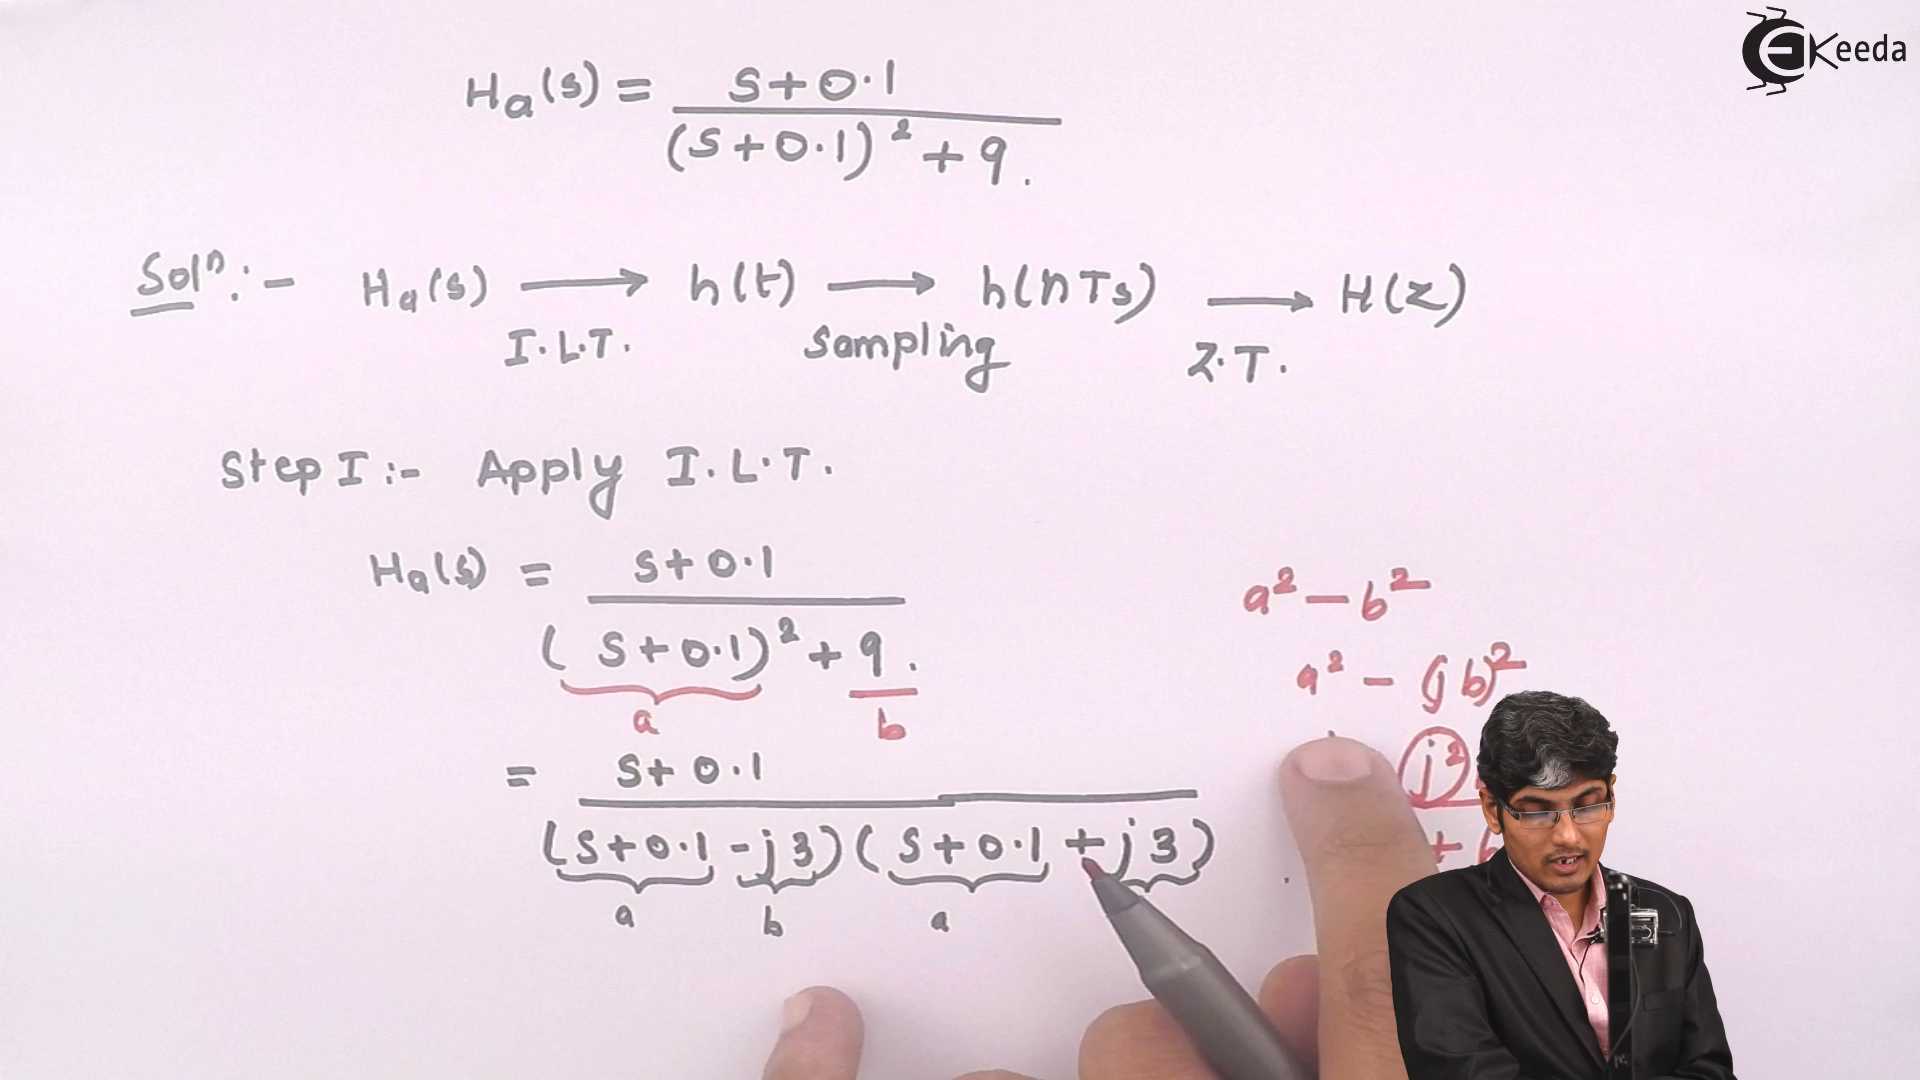 EKeeda
Ha(s) = s+0.1
(s+0.1)² + 9.
Solⁿ:- Ha(s) → h(t) → h(nTs) → H(z)
I.L.T. Sampling Z.T.
Step I :- Apply I.L.T.
Ha(s) = s+0.1
(s+0.1)² + 9.
a b
= s+0.1
(s+0.1 -j3)(s+0.1 +j3)
a b a
a² - b²
a² - (jb)²
j²
+